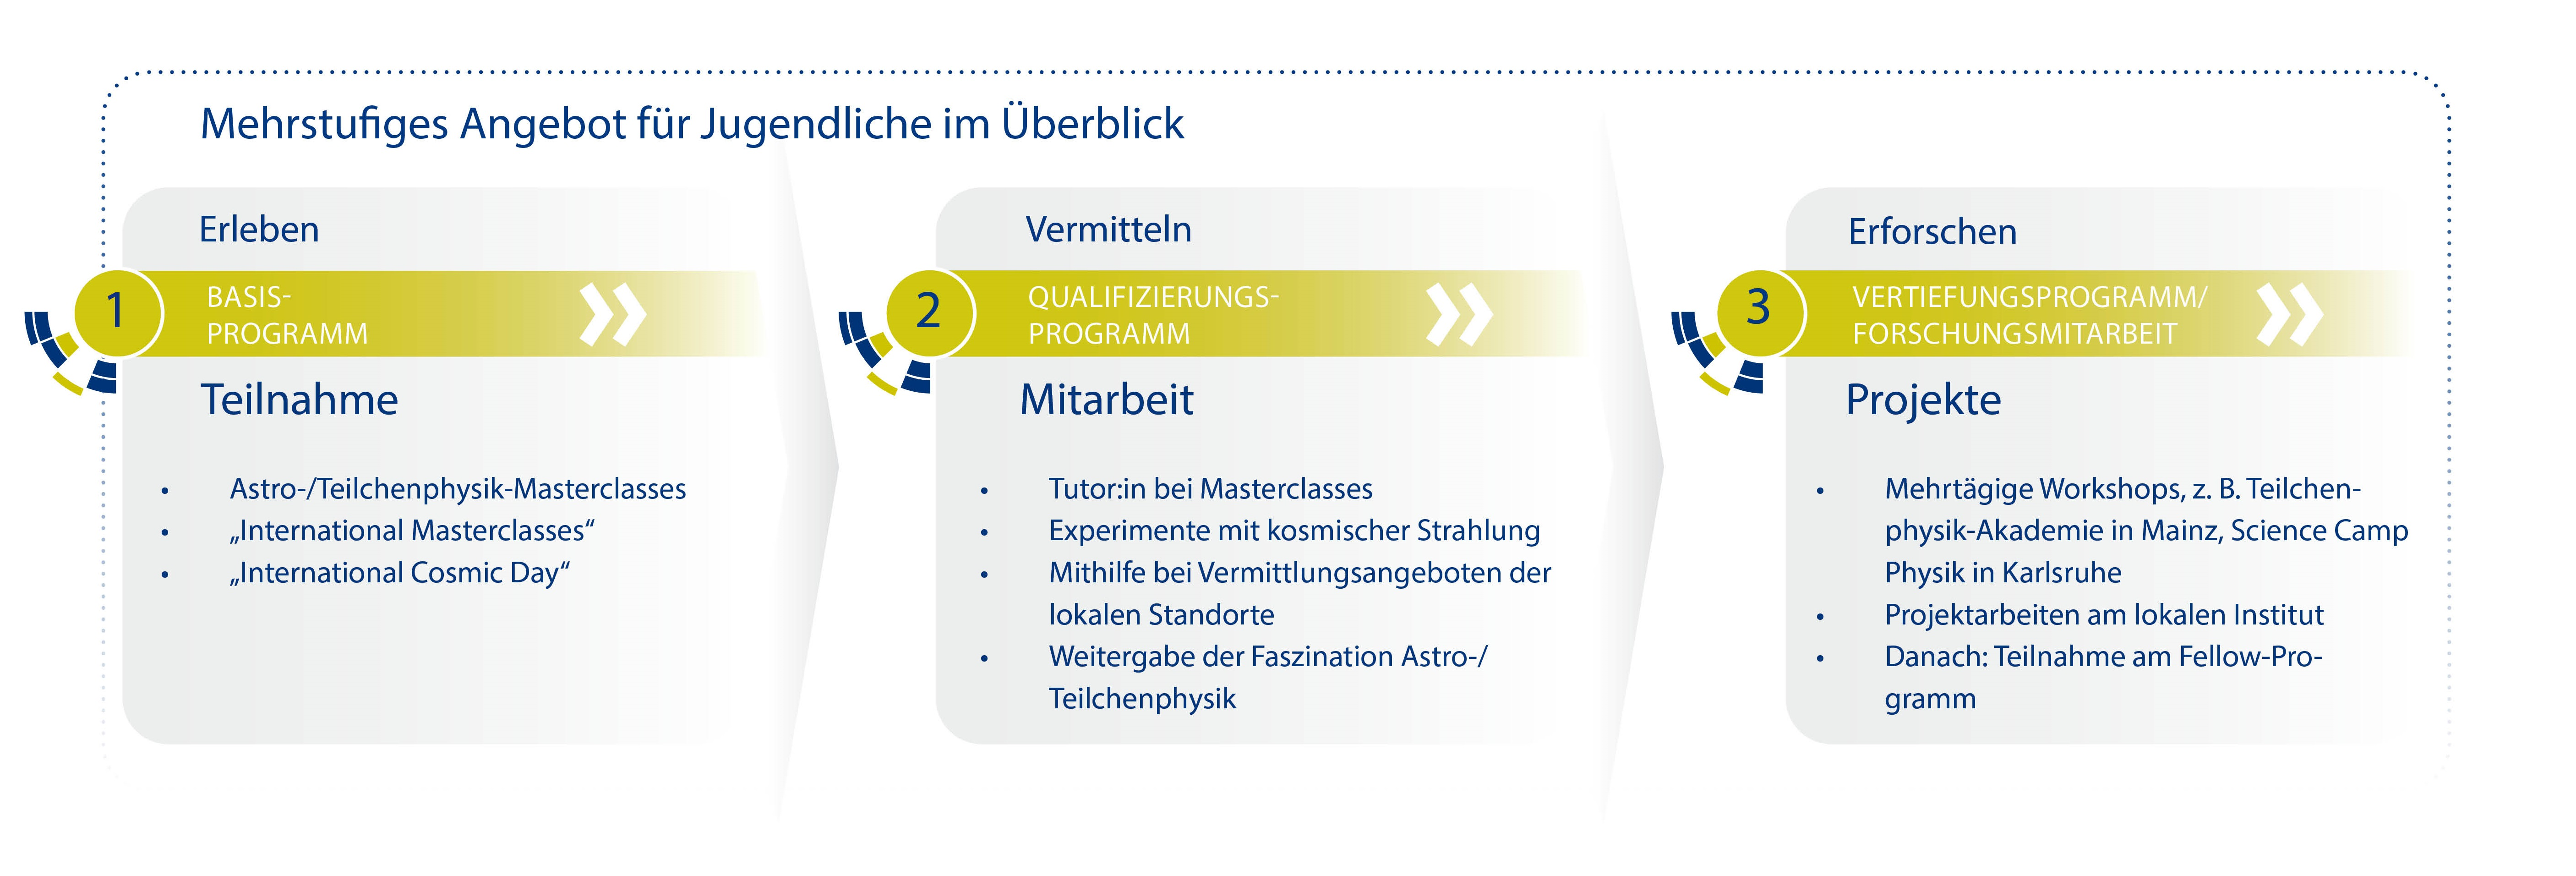 Mehrstufiges Angebot für Jugendliche im Überblick
Erleben
1
BASIS-
PROGRAMM
Teilnahme
• Astro-/Teilchenphysik-Masterclasses
• „International Masterclasses“
• „International Cosmic Day“
Vermitteln
2
QUALIFIZIERUNGS-
PROGRAMM
Mitarbeit
• Tutor:in bei Masterclasses
• Experimente mit kosmischer Strahlung
• Mithilfe bei Vermittlungsangeboten der
lokalen Standorte
• Weitergabe der Faszination Astro-/
Teilchenphysik
Erforschen
3
VERTIEFUNGSPROGRAMM/
FORSCHUNGSMITARBEIT
Projekte
• Mehrtägige Workshops, z. B. Teilchen-
physik-Akademie in Mainz, Science Camp
Physik in Karlsruhe
• Projektarbeiten am lokalen Institut
• Danach: Teilnahme am Fellow-Pro-
gramm